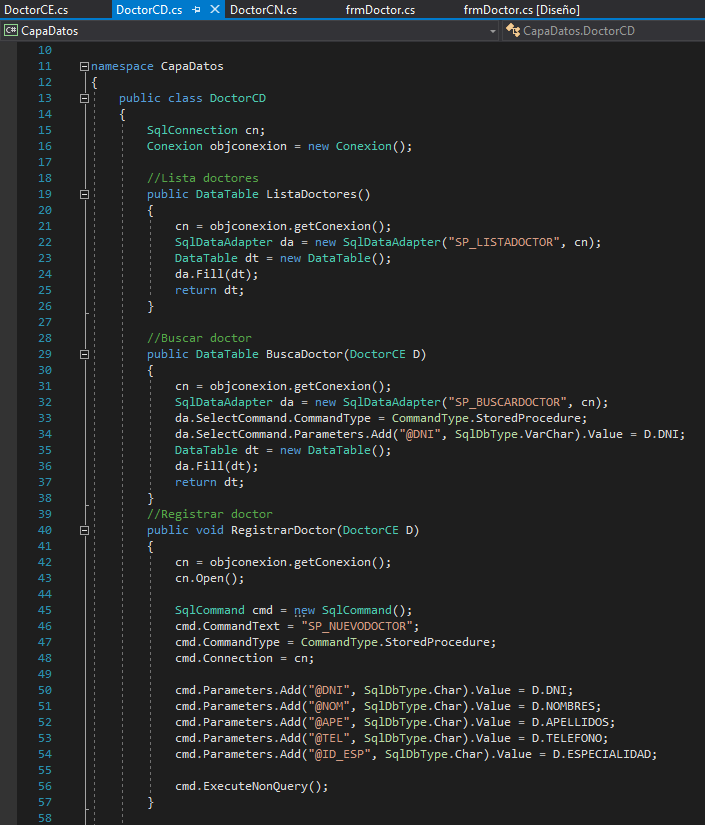 DoctorCE.cs DoctorCD.cs DoctorCN.cs frmDoctor.cs frmDoctor.cs [Diseño]
C# CapaDatos CapaDatos.DoctorCD
10
11 namespace CapaDatos
12 {
13 public class DoctorCD
14 {
15 SqlConnection cn;
16 Conexion objconexion = new Conexion();
17
18 //Lista doctores
19 public DataTable ListaDoctores()
20 {
21 cn = objconexion.getConexion();
22 SqlDataAdapter da = new SqlDataAdapter("SP_LISTADOCTOR", cn);
23 DataTable dt = new DataTable();
24 da.Fill(dt);
25 return dt;
26 }
27
28 //Buscar doctor
29 public DataTable BuscaDoctor(DoctorCE D)
30 {
31 cn = objconexion.getConexion();
32 SqlDataAdapter da = new SqlDataAdapter("SP_BUSCARDOCTOR", cn);
33 da.SelectCommand.CommandType = CommandType.StoredProcedure;
34 da.SelectCommand.Parameters.Add("@DNI", SqlDbType.VarChar).Value = D.DNI;
35 DataTable dt = new DataTable();
36 da.Fill(dt);
37 return dt;
38 }
39 //Registrar doctor
40 public void RegistrarDoctor(DoctorCE D)
41 {
42 cn = objconexion.getConexion();
43 cn.Open();
44
45 SqlCommand cmd = new SqlCommand();
46 cmd.CommandText = "SP_NUEVODOCTOR";
47 cmd.CommandType = CommandType.StoredProcedure;
48 cmd.Connection = cn;
49
50 cmd.Parameters.Add("@DNI", SqlDbType.Char).Value = D.DNI;
51 cmd.Parameters.Add("@NOM", SqlDbType.Char).Value = D.NOMBRES;
52 cmd.Parameters.Add("@APE", SqlDbType.Char).Value = D.APELLIDOS;
53 cmd.Parameters.Add("@TEL", SqlDbType.Char).Value = D.TELEFONO;
54 cmd.Parameters.Add("@ID_ESP", SqlDbType.Char).Value = D.ESPECIALIDAD;
55
56 cmd.ExecuteNonQuery();
57 }
58